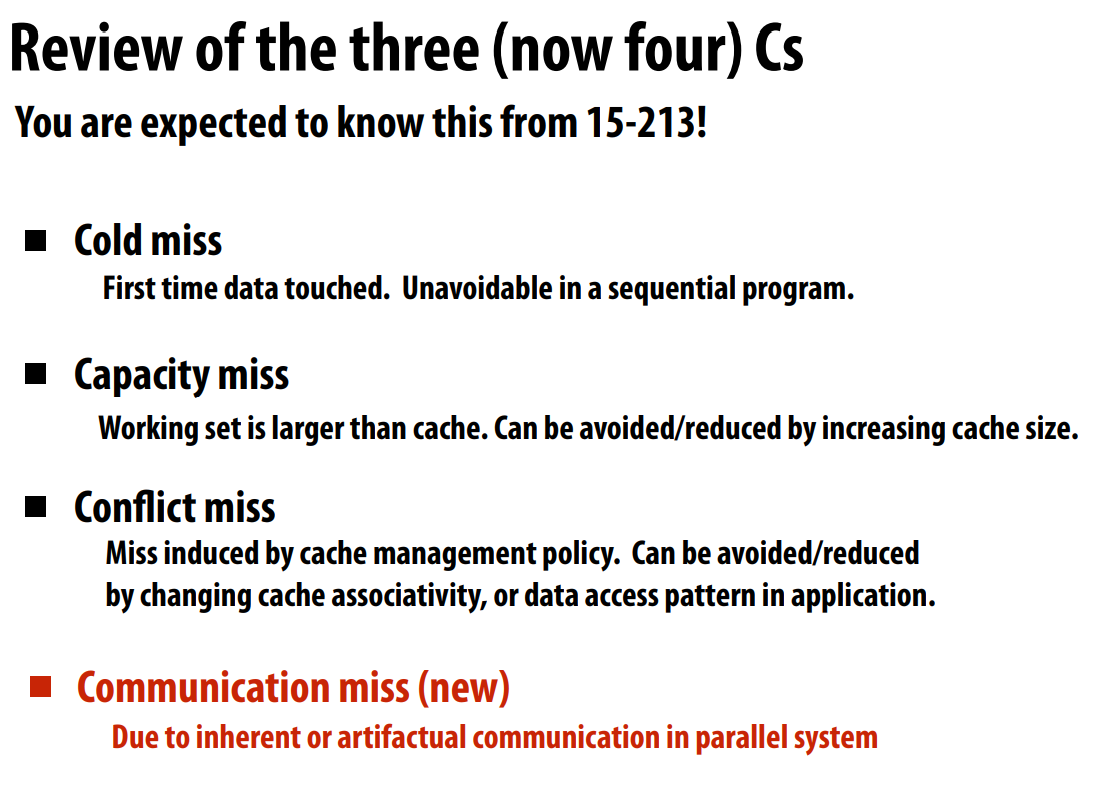 Review of the three (now four) Cs
You are expected to know this from 15-213!
Cold miss
First time data touched. Unavoidable in a sequential program.
Capacity miss
Working set is larger than cache. Can be avoided/reduced by increasing cache size.
Conflict miss
Miss induced by cache management policy. Can be avoided/reduced
by changing cache associativity, or data access pattern in application.
Communication miss (new)
Due to inherent or artifactual communication in parallel system